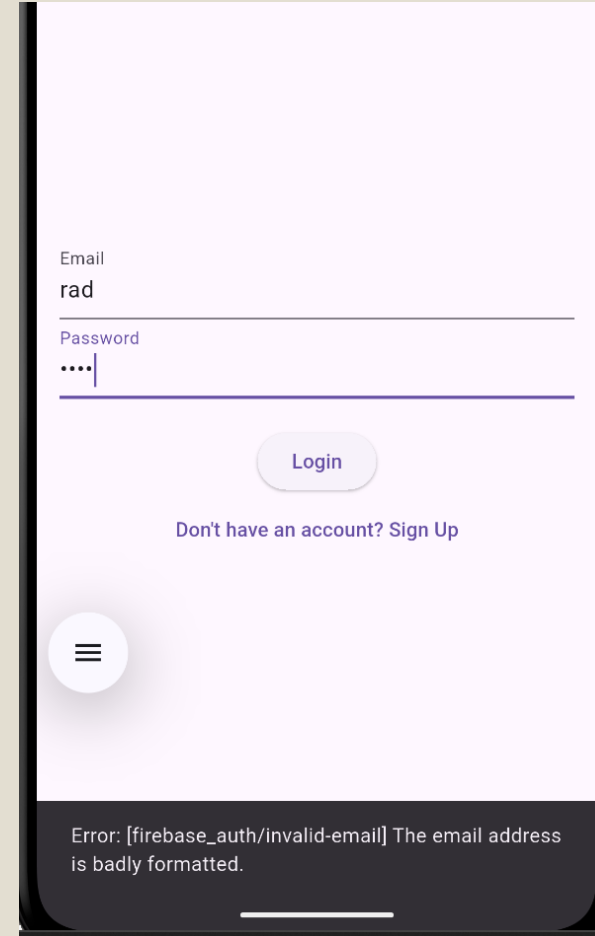 Email
rad
Password
••••
Login
Don't have an account? Sign Up
Error: [firebase_auth/invalid-email] The email address
is badly formatted.